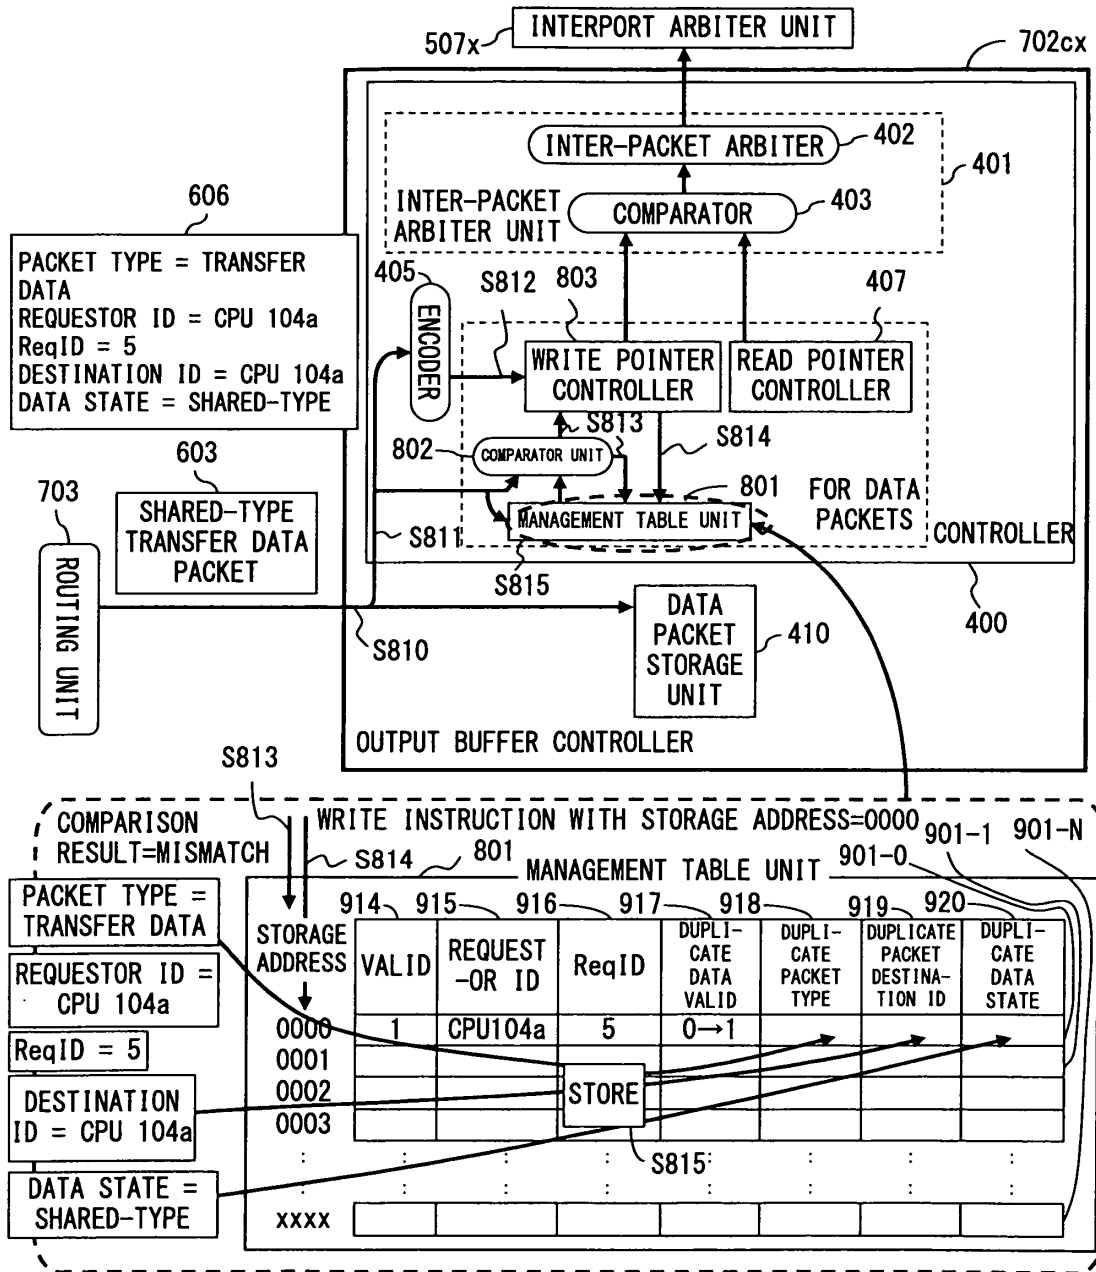 INTERPORT ARBITER UNIT
507x
702cx
INTER-PACKET ARBITER
402
401
INTER-PACKET
ARBITER UNIT
COMPARATOR
403
606
PACKET TYPE = TRANSFER
DATA
REQUESTOR ID = CPU 104a
ReqID = 5
DESTINATION ID = CPU 104a
DATA STATE = SHARED-TYPE
405
ENCODER
S812
803
407
WRITE POINTER
CONTROLLER
READ POINTER
CONTROLLER
S813
S814
802
COMPARATOR UNIT
801
MANAGEMENT TABLE UNIT
FOR DATA
PACKETS
CONTROLLER
603
SHARED-TYPE
TRANSFER DATA
PACKET
703
ROUTING UNIT
S811
S815
S810
DATA
PACKET
STORAGE
UNIT
410
400
OUTPUT BUFFER CONTROLLER
S813
COMPARISON
RESULT=MISMATCH
WRITE INSTRUCTION WITH STORAGE ADDRESS=0000
S814
801
MANAGEMENT TABLE UNIT
901-0
901-1
901-N
PACKET TYPE =
TRANSFER DATA
REQUESTOR ID =
CPU 104a
ReqID = 5
DESTINATION
ID = CPU 104a
DATA STATE =
SHARED-TYPE
914 915 916 917 918 919 920
STORAGE
ADDRESS
VALID
REQUEST
-OR ID
ReqID
DUPLI-
CATE
DATA
VALID
DUPLI-
CATE
PACKET
TYPE
DUPLICATE
PACKET
DESTINA-
TION ID
DUPLI-
CATE
DATA
STATE
0000 1 CPU104a 5 0→1
0001
0002
0003
STORE
S815
: : : : : : : :
: : : : : : : :
xxxx